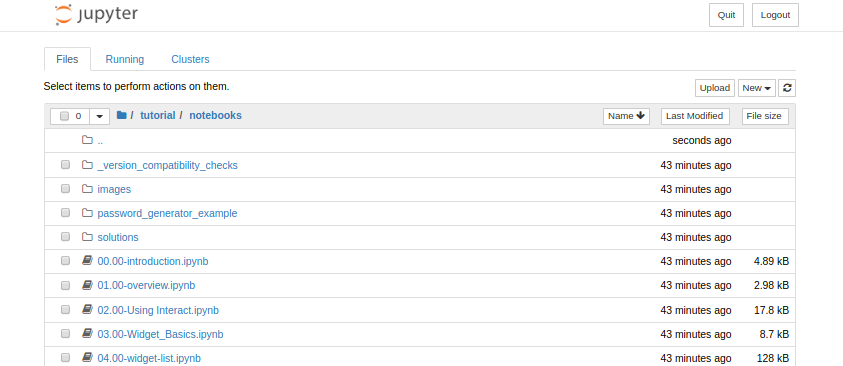 jupyter Quit Logout
Files Running Clusters
Select items to perform actions on them. Upload New
0 / tutorial / notebooks Name Last Modified File size
.. seconds ago
_version_compatibility_checks 43 minutes ago
images 43 minutes ago
password_generator_example 43 minutes ago
solutions 43 minutes ago
00.00-introduction.ipynb 43 minutes ago 4.89 kB
01.00-overview.ipynb 43 minutes ago 2.98 kB
02.00-Using Interact.ipynb 43 minutes ago 17.8 kB
03.00-Widget_Basics.ipynb 43 minutes ago 8.7 kB
04.00-widget-list.ipynb 43 minutes ago 128 kB